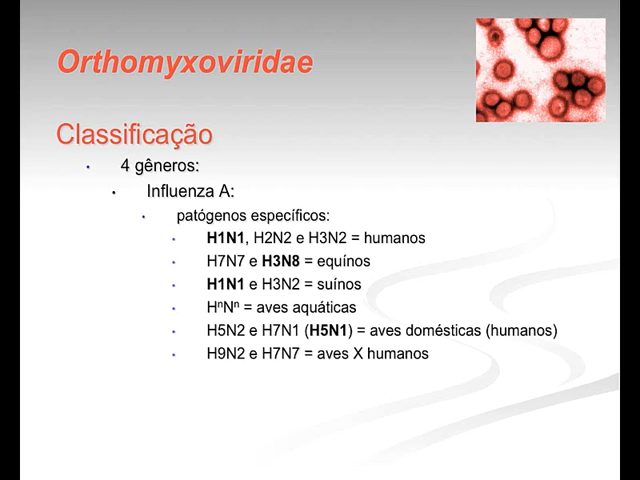 Orthomyxoviridae
Classificação
• 4 gêneros:
• Influenza A:
• patógenos específicos:
• H1N1, H2N2 e H3N2 = humanos
• H7N7 e H3N8 = equínos
• H1N1 e H3N2 = suínos
• HⁿNⁿ = aves aquáticas
• H5N2 e H7N1 (H5N1) = aves domésticas (humanos)
• H9N2 e H7N7 = aves X humanos